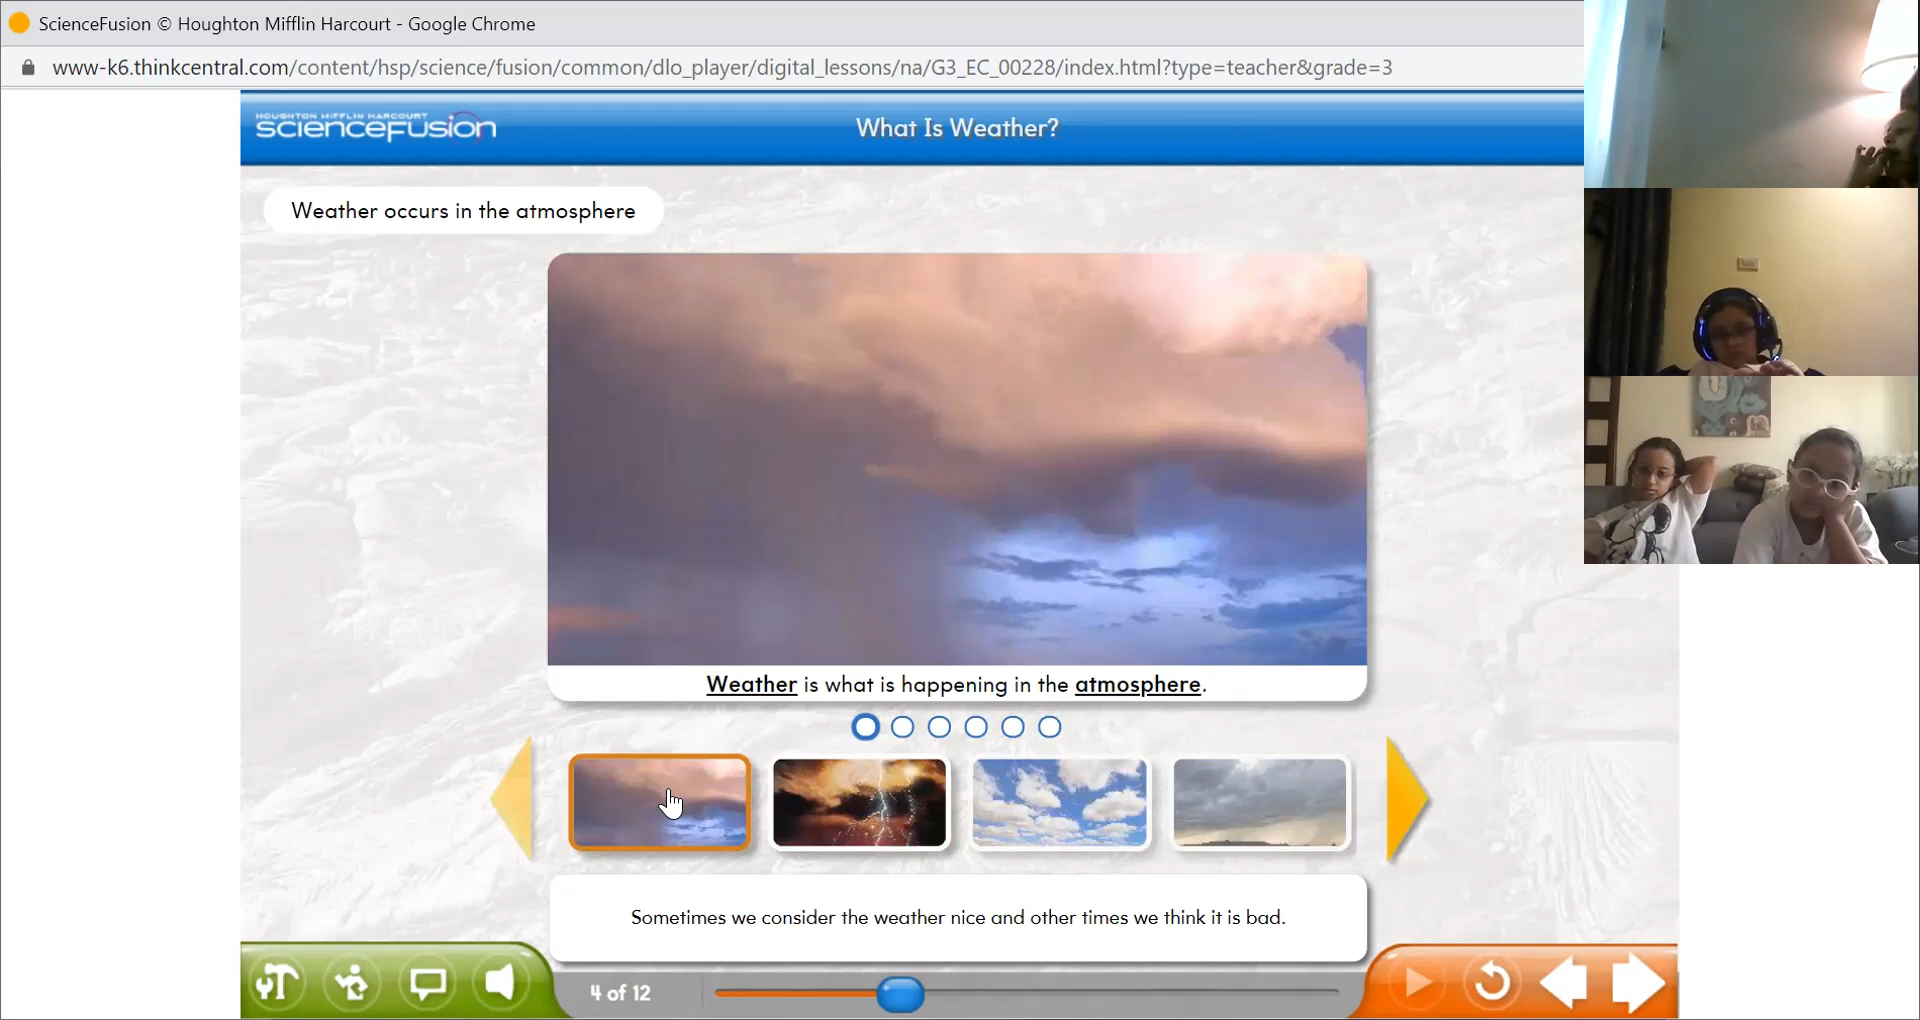 ScienceFusion © Houghton Mifflin Harcourt - Google Chrome
www-k6.thinkcentral.com/content/hsp/science/fusion/common/dlo_player/digital_lessons/na/G3_EC_00228/index.html?type=teacher&grade=3
HOUGHTON MIFFLIN HARCOURT
SCIENCEFUSION
What Is Weather?
Weather occurs in the atmosphere
Weather is what is happening in the atmosphere.
Sometimes we consider the weather nice and other times we think it is bad.
4 of 12